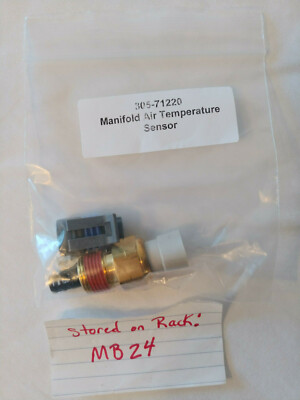 305-71220
Manifold Air Temperature
Sensor
stored on Rack:
MB24